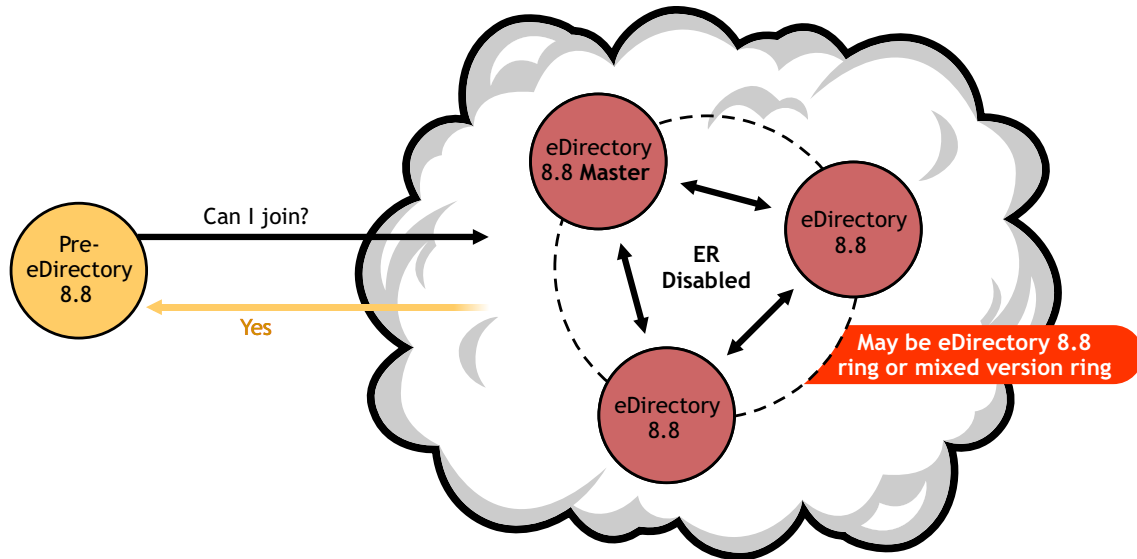 eDirectory
8.8 Master
Can I join?
eDirectory
8.8
Pre-
eDirectory
8.8
ER
Disabled
Yes
May be eDirectory 8.8
ring or mixed version ring
eDirectory
8.8